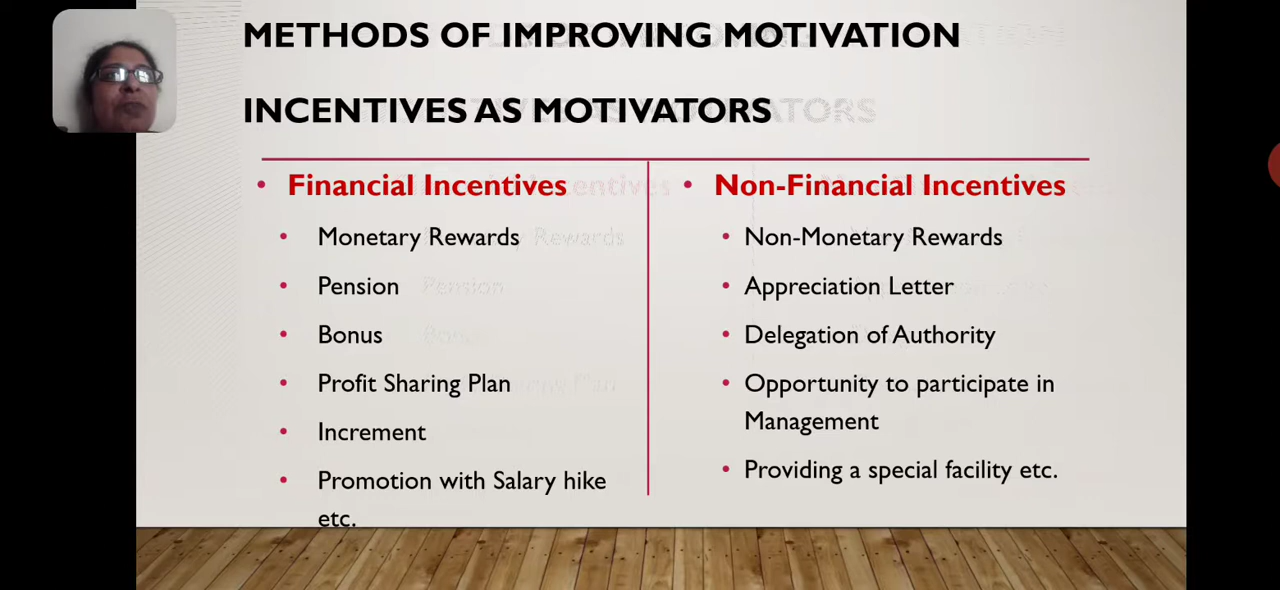 METHODS OF IMPROVING MOTIVATION
INCENTIVES AS MOTIVATORS
• Financial Incentives
• Monetary Rewards
• Pension
• Bonus
• Profit Sharing Plan
• Increment
• Promotion with Salary hike
etc.
• Non-Financial Incentives
• Non-Monetary Rewards
• Appreciation Letter
• Delegation of Authority
• Opportunity to participate in
Management
• Providing a special facility etc.